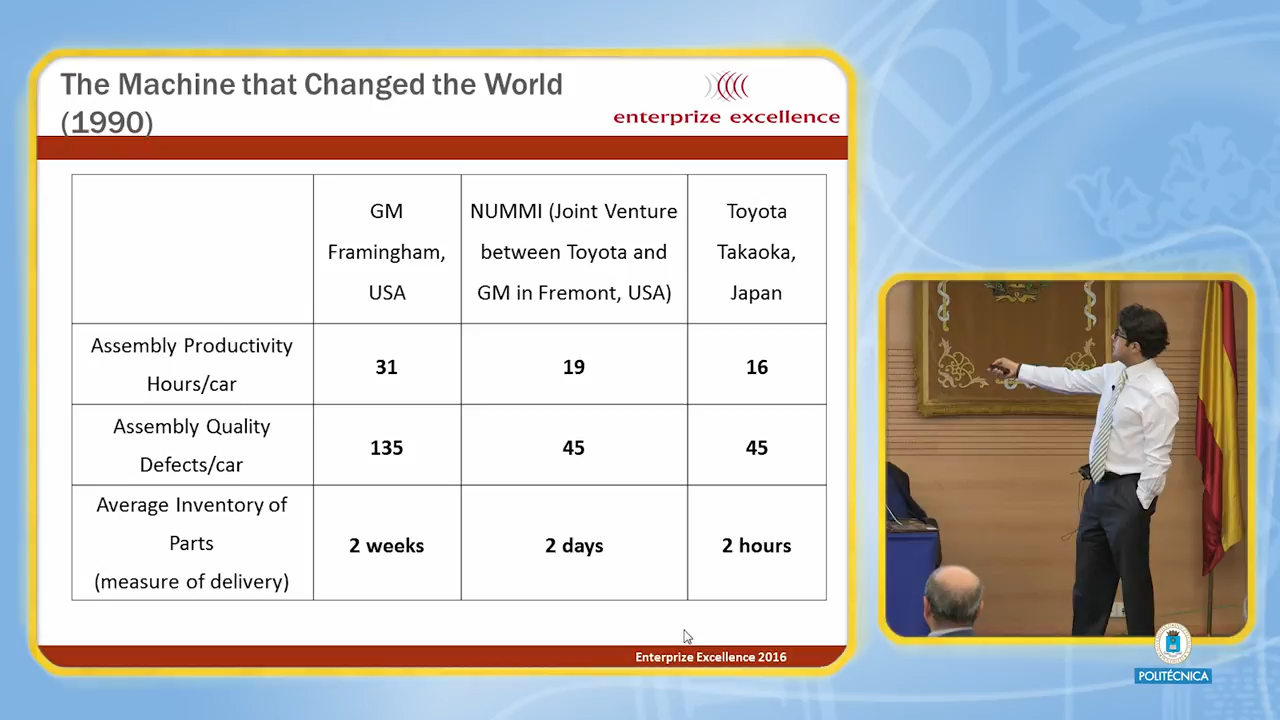 The Machine that Changed the World
(1990)
enterprize excellence
GM
Framingham,
USA
NUMMI (Joint Venture
between Toyota and
GM in Fremont, USA)
Toyota
Takaoka,
Japan
Assembly Productivity
Hours/car
31
19
16
Assembly Quality
Defects/car
135
45
45
Average Inventory of
Parts
(measure of delivery)
2 weeks
2 days
2 hours
Enterprize Excellence 2016
POLITÉCNICA